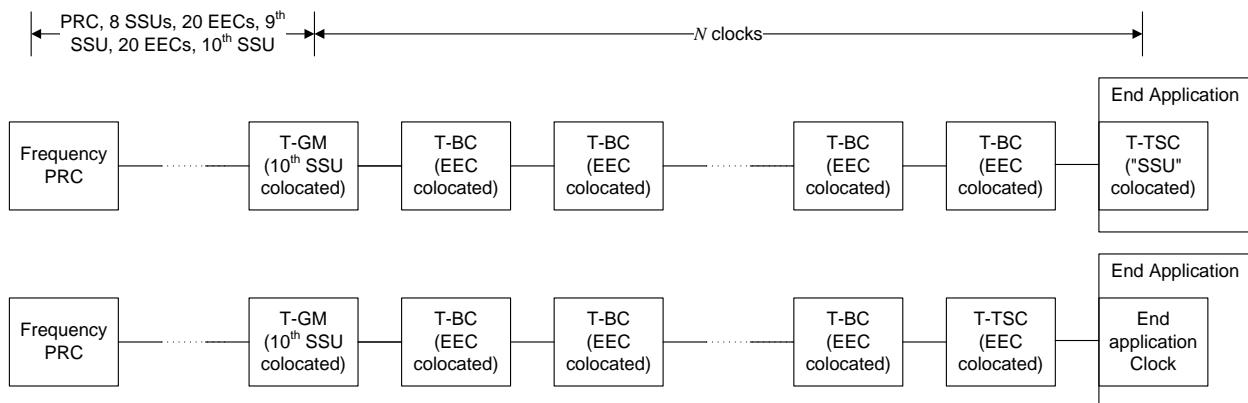 PRC, 8 SSUs, 20 EECs, 9th
SSU, 20 EECs, 10th SSU
N clocks
End Application
Frequency
PRC
T-GM
(10th SSU
colocated)
T-BC
(EEC
colocated)
T-BC
(EEC
colocated)
T-BC
(EEC
colocated)
T-BC
(EEC
colocated)
T-TSC
("SSU"
colocated)
End Application
Frequency
PRC
T-GM
(10th SSU
colocated)
T-BC
(EEC
colocated)
T-BC
(EEC
colocated)
T-BC
(EEC
colocated)
T-TSC
(EEC
colocated)
End
application
Clock